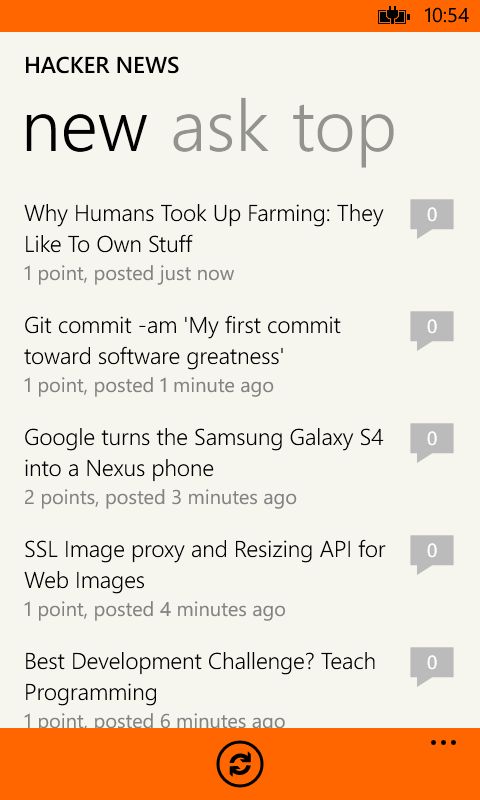 10:54
HACKER NEWS
new ask top
Why Humans Took Up Farming: They
Like To Own Stuff
0
1 point, posted just now
Git commit -am 'My first commit
toward software greatness'
0
1 point, posted 1 minute ago
Google turns the Samsung Galaxy S4
into a Nexus phone
0
2 points, posted 3 minutes ago
SSL Image proxy and Resizing API for
Web Images
0
1 point, posted 4 minutes ago
Best Development Challenge? Teach
Programming
0
1 point, posted 6 minutes ago